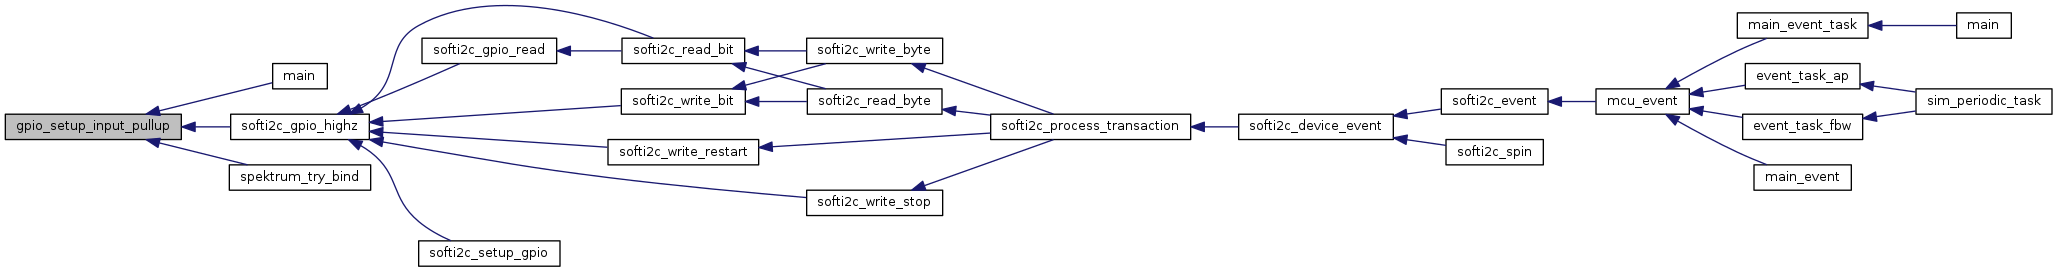 gpio_setup_input_pullup
main
softi2c_gpio_highz
spektrum_try_bind
softi2c_gpio_read
softi2c_setup_gpio
softi2c_read_bit
softi2c_write_bit
softi2c_write_restart
softi2c_write_byte
softi2c_read_byte
softi2c_write_stop
softi2c_process_transaction
softi2c_device_event
softi2c_event
softi2c_spin
mcu_event
main_event_task
event_task_ap
event_task_fbw
main_event
main
sim_periodic_task